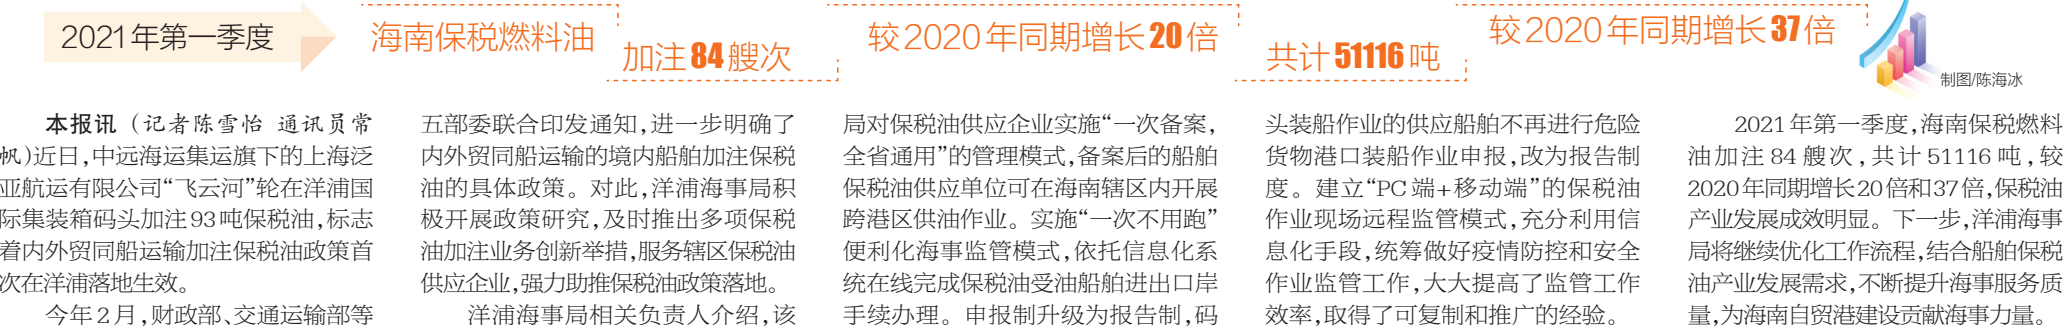 2021年第一季度
海南保税燃料油
加注84艘次
较2020年同期增长20倍
共计51116吨
较2020年同期增长37倍
制图/陈海冰
本报讯（记者陈雪怡 通讯员常
帆）近日，中远海运集运旗下的上海泛
亚航运有限公司“飞云河”轮在洋浦国
际集装箱码头加注93吨保税油，标志
着内外贸同船运输加注保税油政策首
次在洋浦落地生效。
今年2月，财政部、交通运输部等
五部委联合印发通知，进一步明确了
内外贸同船运输的境内船舶加注保税
油的具体政策。对此，洋浦海事局积
极开展政策研究，及时推出多项保税
油加注业务创新举措，服务辖区保税油
供应企业，强力助推保税油政策落地。
洋浦海事局相关负责人介绍，该
局对保税油供应企业实施“一次备案，
全省通用”的管理模式，备案后的船舶
保税油供应单位可在海南辖区内开展
跨港区供油作业。实施“一次不用跑”
便利化海事监管模式，依托信息化系
统在线完成保税油受油船舶进出口岸
手续办理。申报制升级为报告制，码
头装船作业的供应船舶不再进行危险
货物港口装船作业申报，改为报告制
度。建立“PC端+移动端”的保税油
作业现场远程监管模式，充分利用信
息化手段，统筹做好疫情防控和安全
作业监管工作，大大提高了监管工作
效率，取得了可复制和推广的经验。
2021年第一季度，海南保税燃料
油加注84艘次，共计51116吨，较
2020年同期增长20倍和37倍，保税油
产业发展成效明显。下一步，洋浦海事
局将继续优化工作流程，结合船舶保税
油产业发展需求，不断提升海事服务质
量，为海南自贸港建设贡献海事力量。